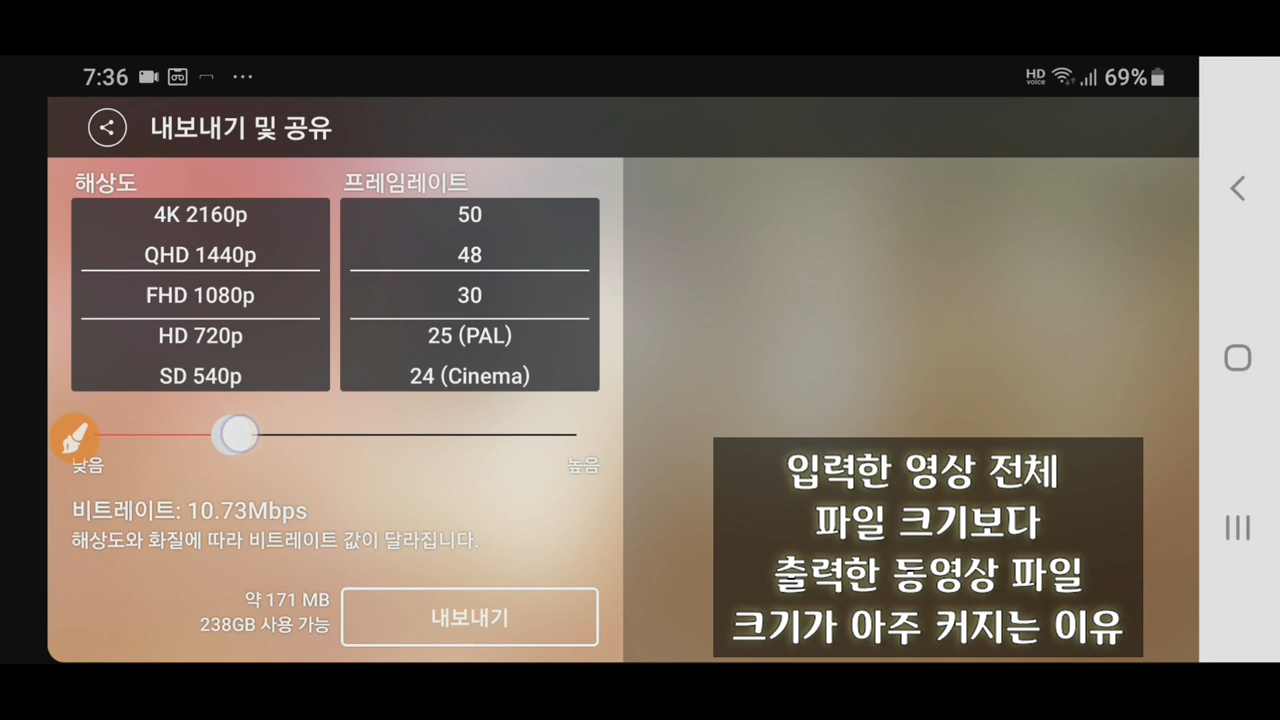 7:36
HD voice 69%
내보내기 및 공유
해상도
프레임레이트
4K 2160p
QHD 1440p
FHD 1080p
HD 720p
SD 540p
50
48
30
25 (PAL)
24 (Cinema)
낮음
높음
비트레이트: 10.73Mbps
해상도와 화질에 따라 비트레이트 값이 달라집니다.
약 171 MB
238GB 사용 가능
내보내기
입력한 영상 전체
파일 크기보다
출력한 동영상 파일
크기가 아주 커지는 이유